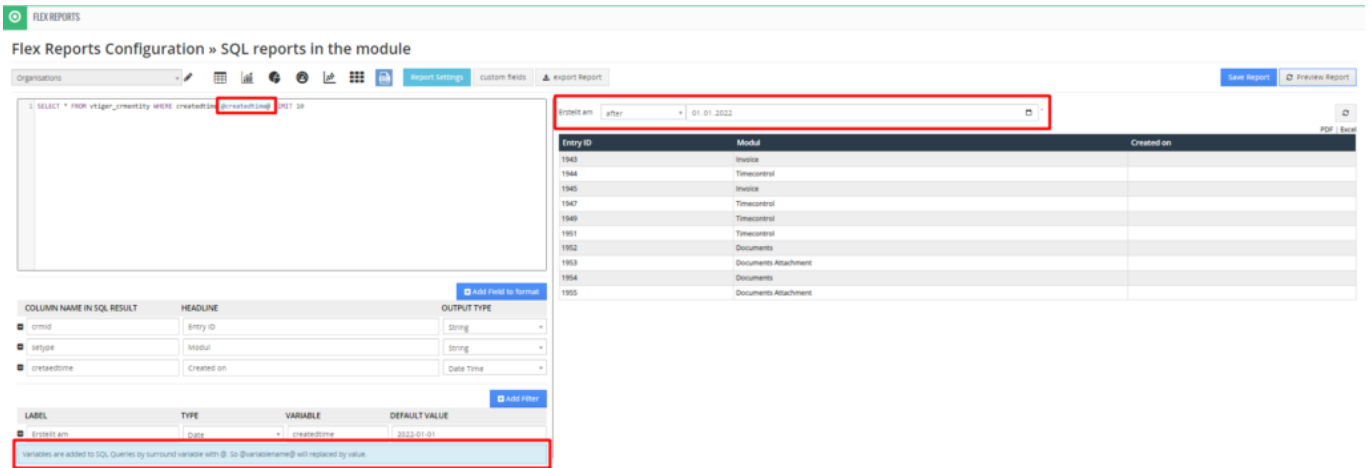 FLEX REPORTS
Flex Reports Configuration » SQL reports in the module
Organisations
Report Settings
custom fields
export Report
Save Report
Preview Report
1 SELECT * FROM vtiger_crmentity WHERE createdtime @createdtime@ LIMIT 10
Erstellt am after 01.01.2022
PDF | Excel
Entry ID Modul Created on
1943 Invoice
1944 Timecontrol
1945 Invoice
1947 Timecontrol
1949 Timecontrol
1951 Timecontrol
1952 Documents
1953 Documents Attachment
1954 Documents
1955 Documents Attachment
Add Field to format
COLUMN NAME IN SQL RESULT HEADLINE OUTPUT TYPE
crmid Entry ID String
setype Modul String
cretaedtime Created on Date Time
Add Filter
LABEL TYPE VARIABLE DEFAULT VALUE
Erstellt am Date createdtime 2022-01-01
Variables are added to SQL Queries by surround variable with @. So @variablename@ will replaced by value.